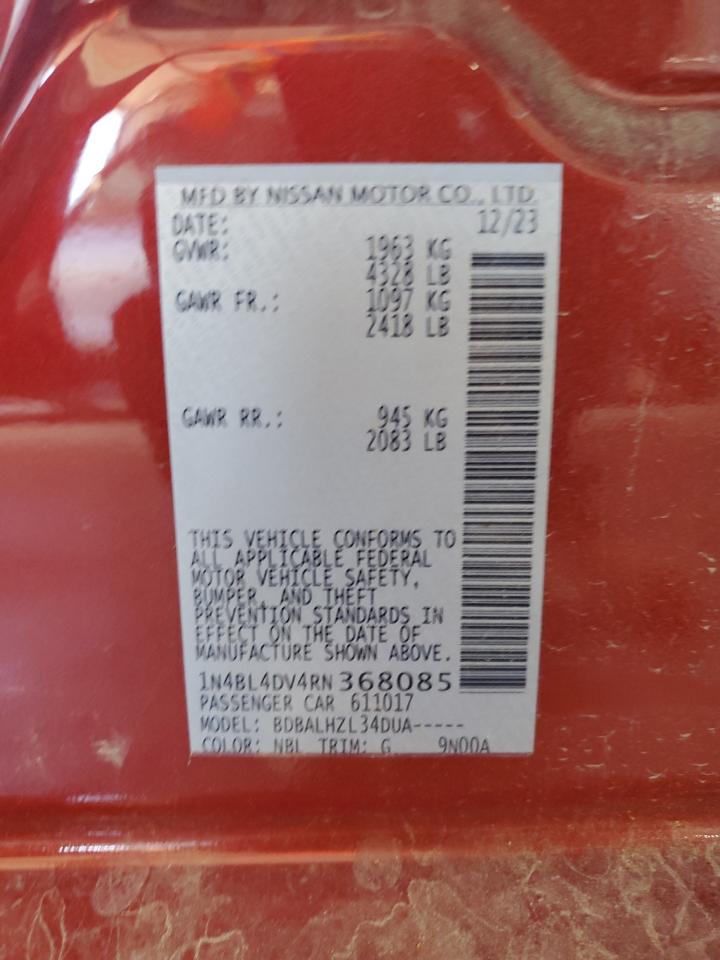 MFD BY NISSAN MOTOR CO., LTD.
DATE: 12/23
GVWR: 1963 KG
4328 LB
GAWR FR.: 1097 KG
2418 LB
GAWR RR.: 945 KG
2083 LB
THIS VEHICLE CONFORMS TO
ALL APPLICABLE FEDERAL
MOTOR VEHICLE SAFETY,
BUMPER, AND THEFT
PREVENTION STANDARDS IN
EFFECT ON THE DATE OF
MANUFACTURE SHOWN ABOVE.
1N4BL4DV4RN368085
PASSENGER CAR 611017
MODEL: BDBALHZL34DUA-----
COLOR: NBL TRIM: G 9N00A